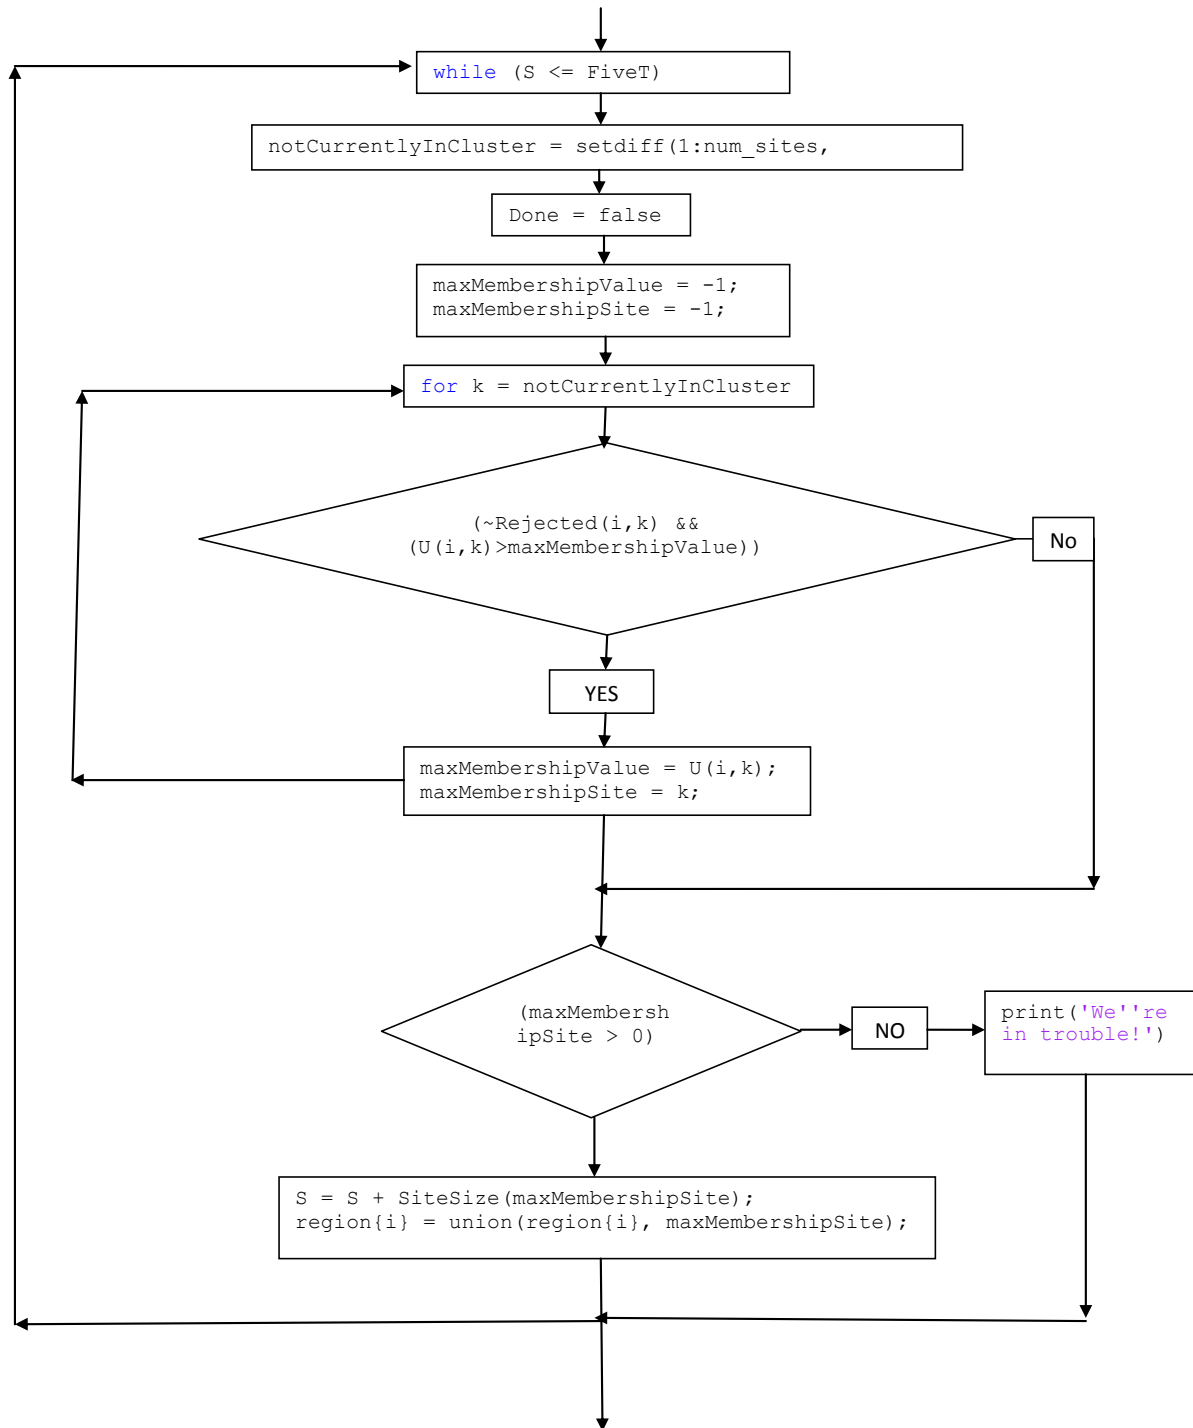 while (S <= FiveT)
notCurrentlyInCluster = setdiff(1:num_sites,
Done = false
maxMembershipValue = -1;
maxMembershipSite = -1;
for k = notCurrentlyInCluster
(~Rejected(i,k) &&
(U(i,k)>maxMembershipValue))
No
YES
maxMembershipValue = U(i,k);
maxMembershipSite = k;
(maxMembersh
ipSite > 0)
NO
print('We''re
in trouble!')
S = S + SiteSize(maxMembershipSite);
region{i} = union(region{i}, maxMembershipSite);